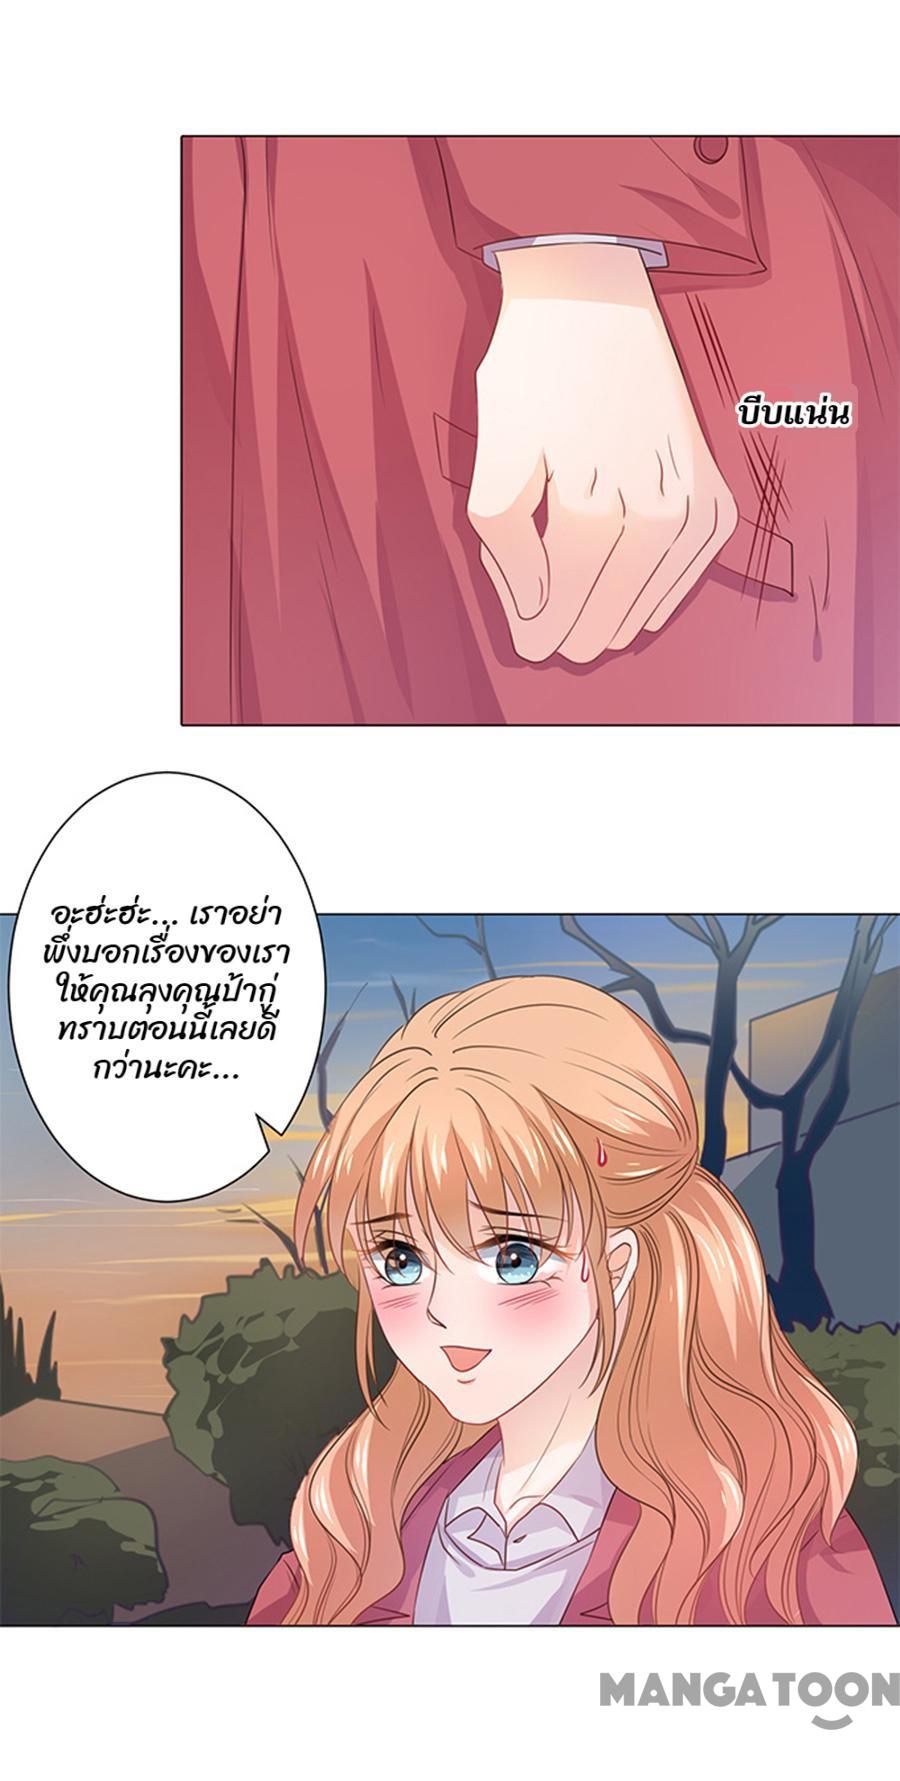 บีบแน่น
อะฮ่ะฮ่ะ... เราอย่า
พึ่งบอกเรื่องของเรา
ให้คุณลุงคุณป้ากู่
ทราบตอนนี้เลยดี
กว่านะคะ...
MANGATOON